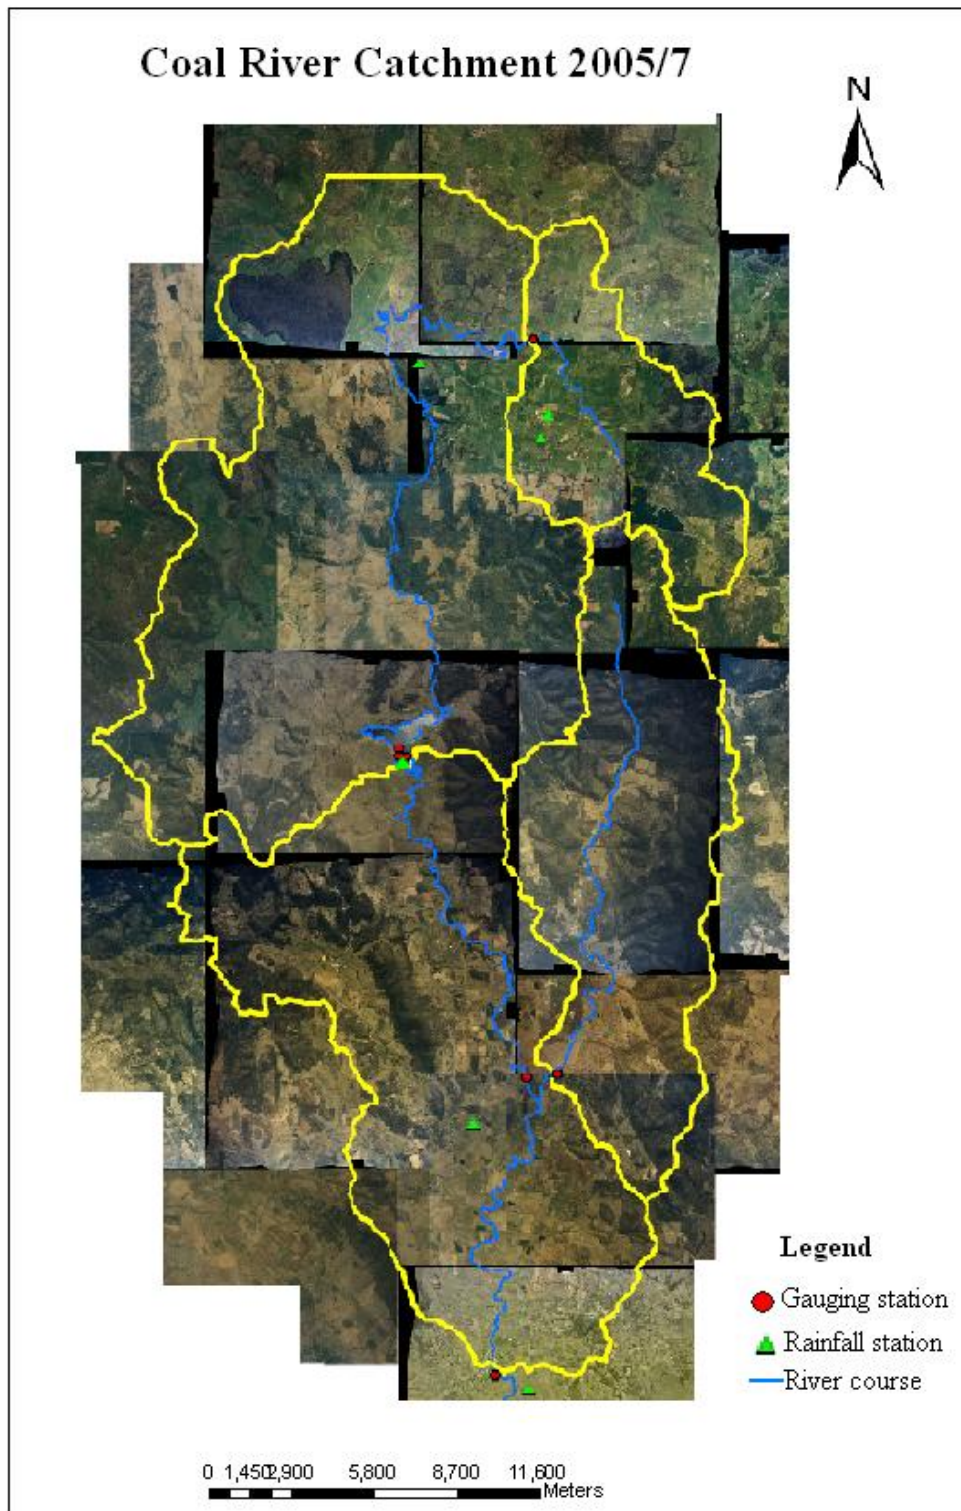 Coal River Catchment 2005/7
N
Legend
Gauging station
Rainfall station
River course
0 1,450 2,900 5,800 8,700 11,600
Meters